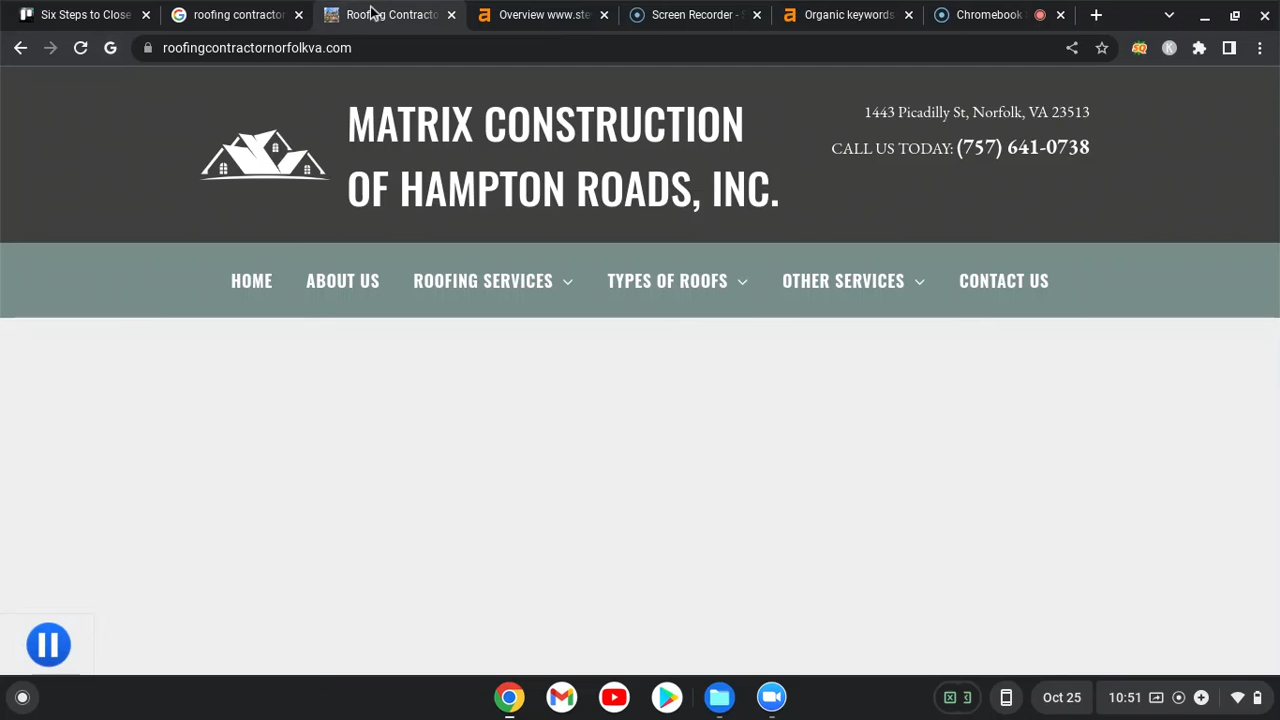 Six Steps to Close
roofing contractor
Roofing Contracto
Overview www.ste
Screen Recorder - F
Organic keywords
Chromebook
roofingcontractornorfolkva.com
SQ
K
MATRIX CONSTRUCTION
OF HAMPTON ROADS, INC.
1443 Picadilly St, Norfolk, VA 23513
CALL US TODAY: (757) 641-0738
HOME
ABOUT US
ROOFING SERVICES
TYPES OF ROOFS
OTHER SERVICES
CONTACT US
Oct 25
10:51